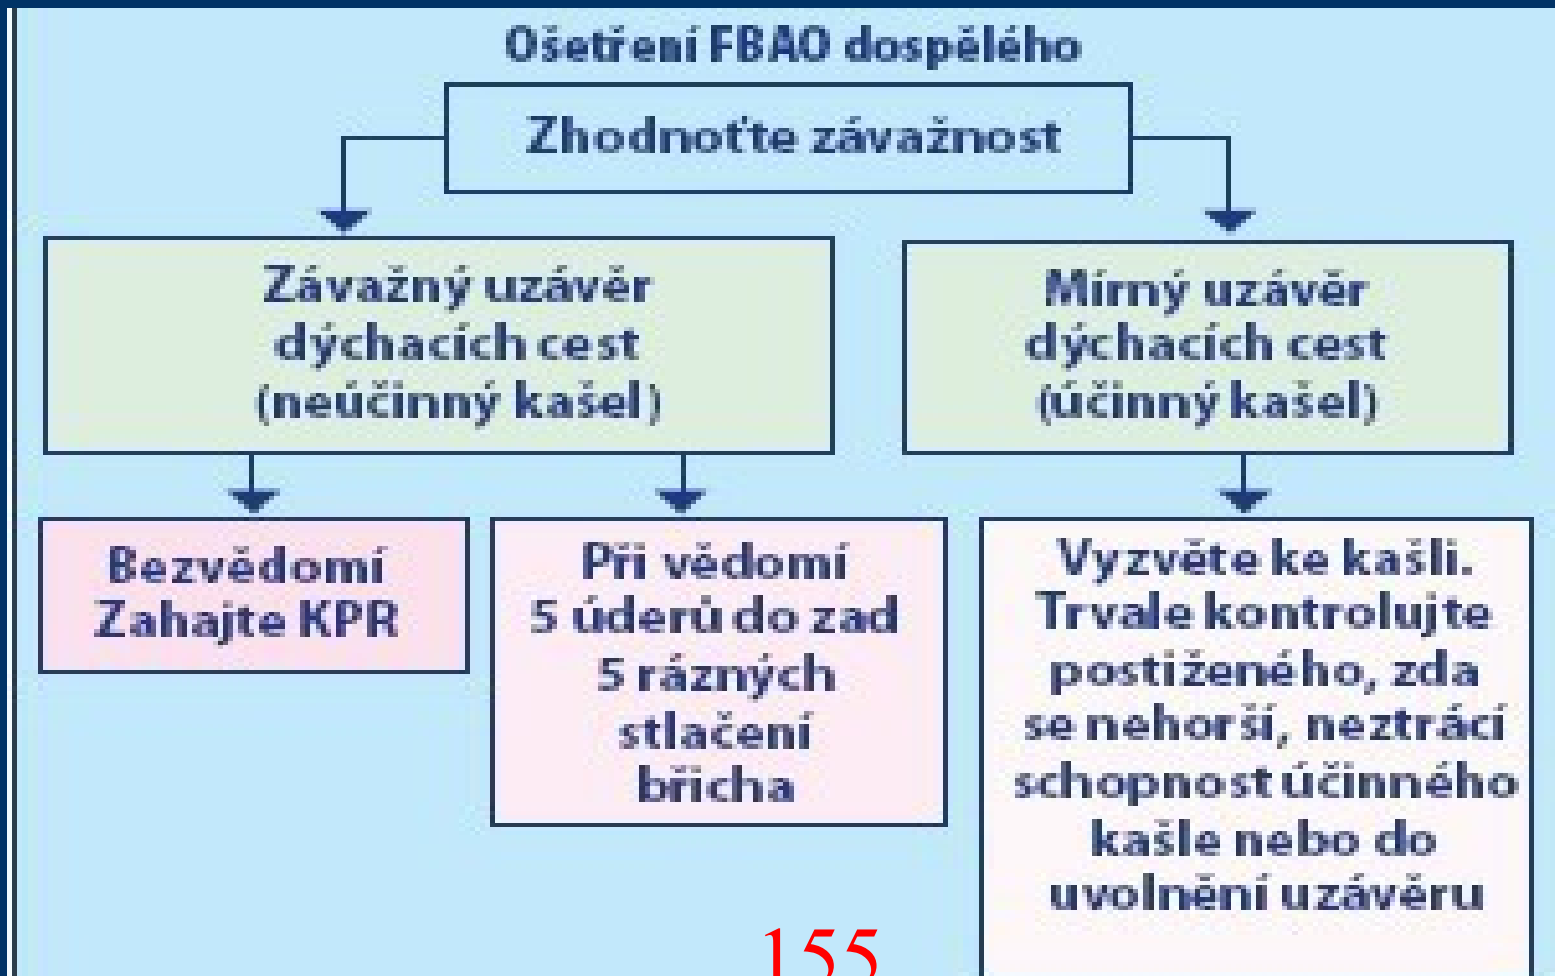 Ošetření FBAO dospělého
Zhodnoťte závažnost
Závažný uzávěr
dýchacích cest
(neúčinný kašel)
Mírný uzávěr
dýchacích cest
(účinný kašel)
Bezvědomí
Zahajte KPR
Při vědomí
5 úderů do zad
5 rázných
stlačení
břicha
Vyzvěte ke kašli.
Trvale kontrolujte
postiženého, zda
se nehorší, neztrácí
schopnost účinného
kašle nebo do
uvolnění uzávěru
155